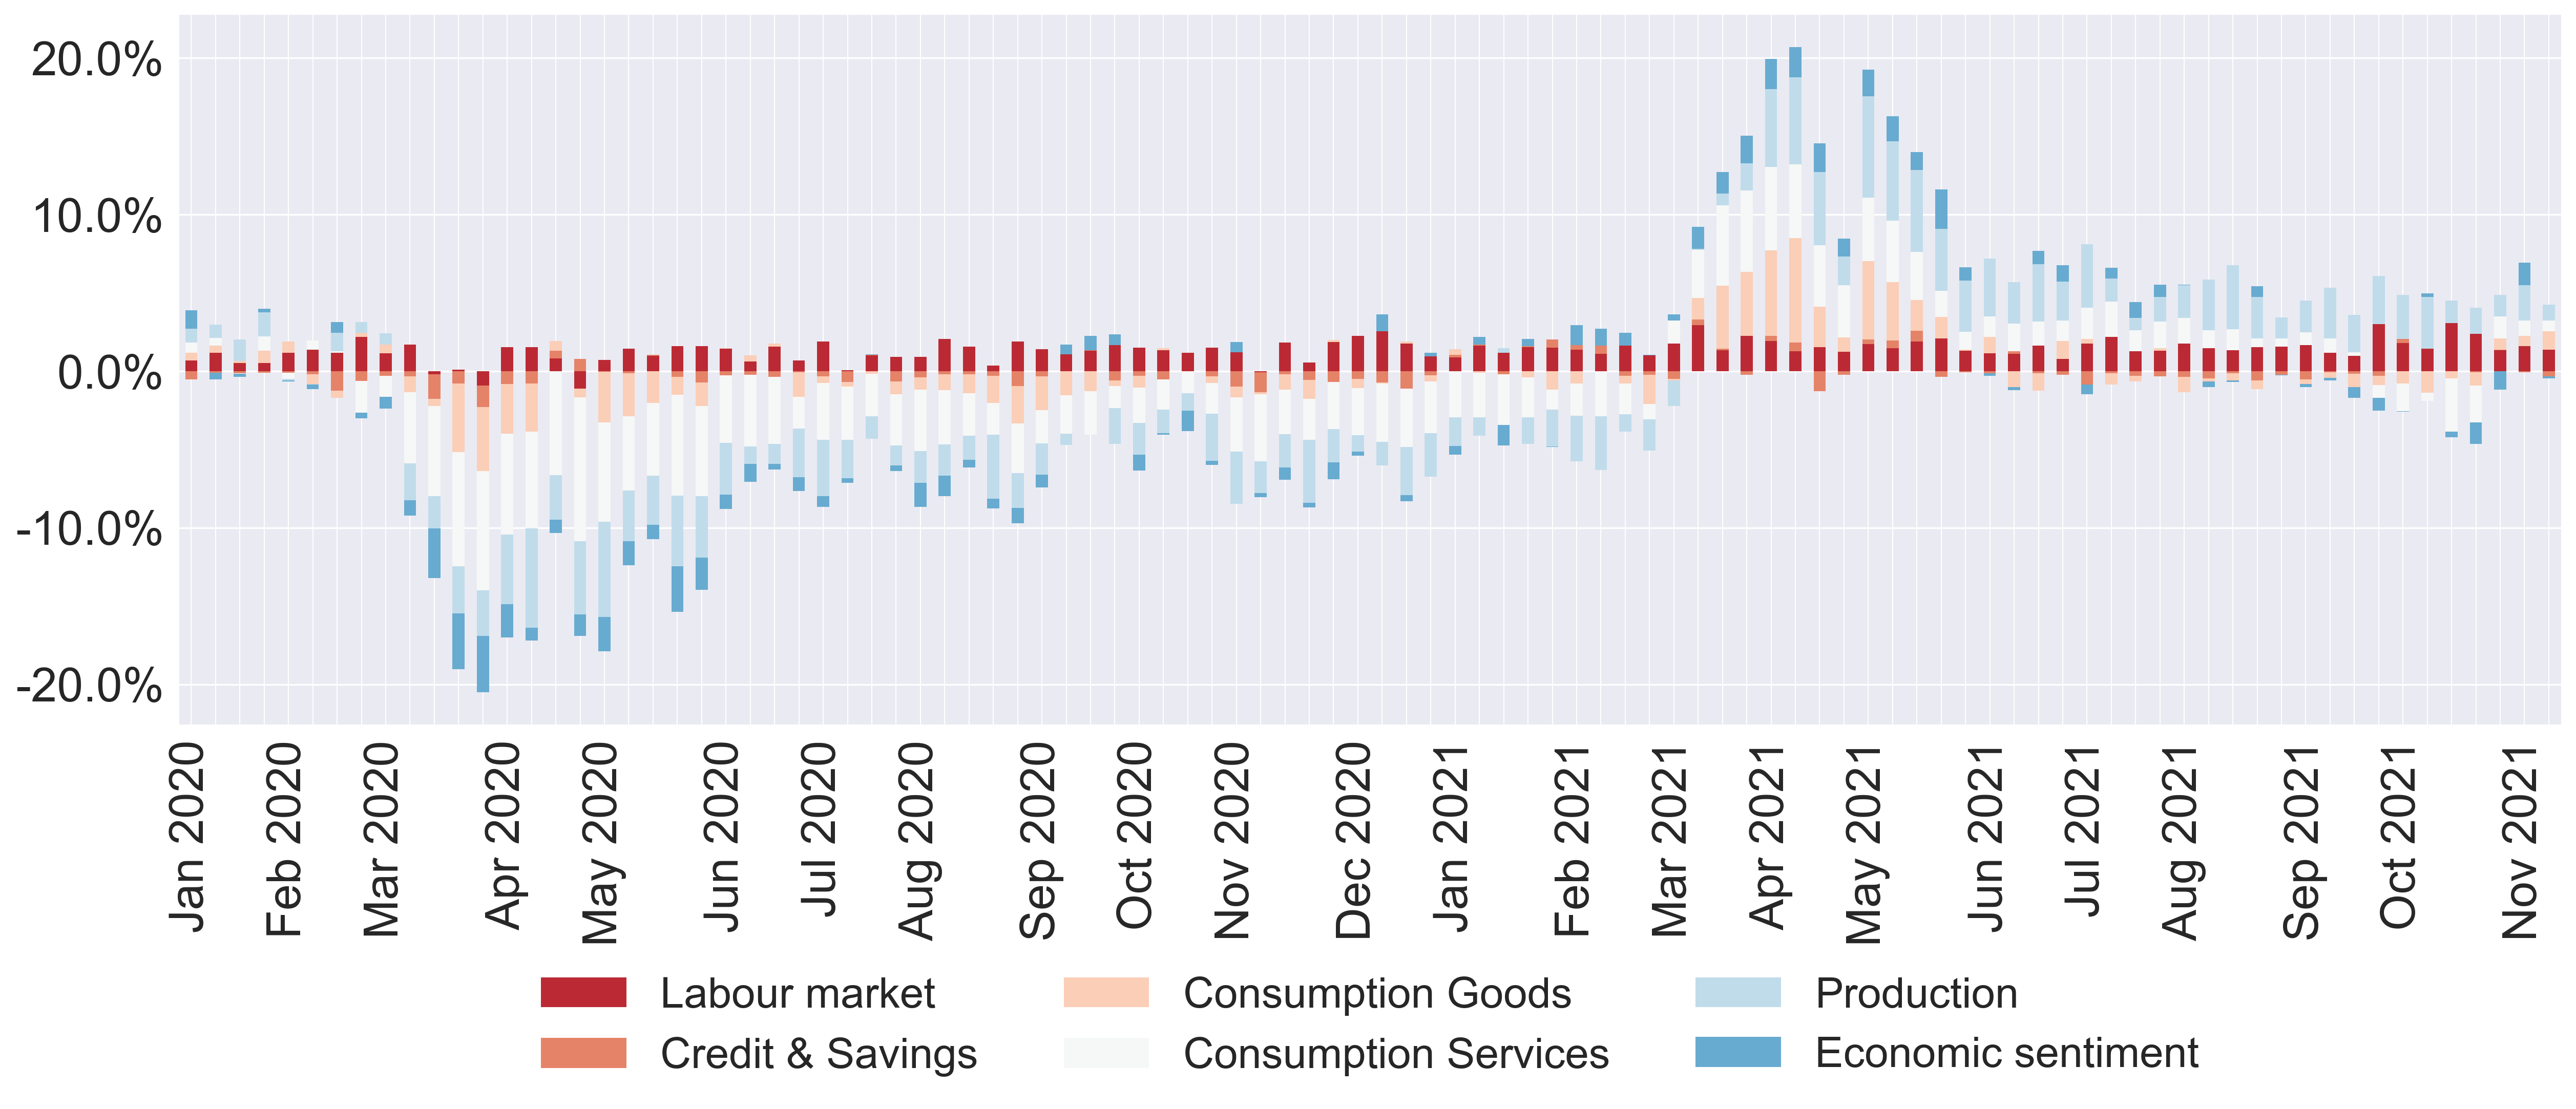 20.0%
10.0%
0.0%
-10.0%
-20.0%
Jan 2020
Feb 2020
Mar 2020
Apr 2020
May 2020
Jun 2020
Jul 2020
Aug 2020
Sep 2020
Oct 2020
Nov 2020
Dec 2020
Jan 2021
Feb 2021
Mar 2021
Apr 2021
May 2021
Jun 2021
Jul 2021
Aug 2021
Sep 2021
Oct 2021
Nov 2021
Labour market
Consumption Goods
Production
Credit & Savings
Consumption Services
Economic sentiment